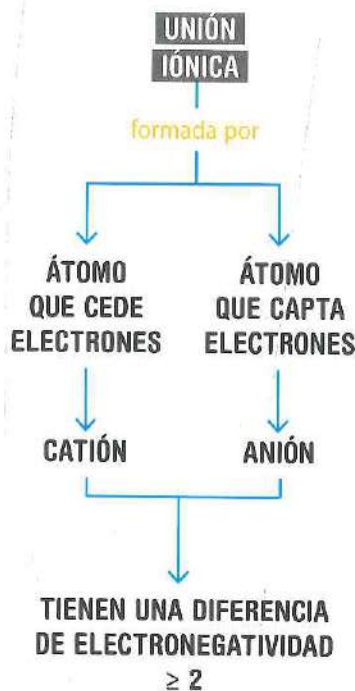 UNIÓN
IÓNICA
formada por
ÁTOMO
QUE CEDE
ELECTRONES
ÁTOMO
QUE CAPTA
ELECTRONES
CATIÓN
ANIÓN
TIENEN UNA DIFERENCIA
DE ELECTRONEGATIVIDAD
≥ 2